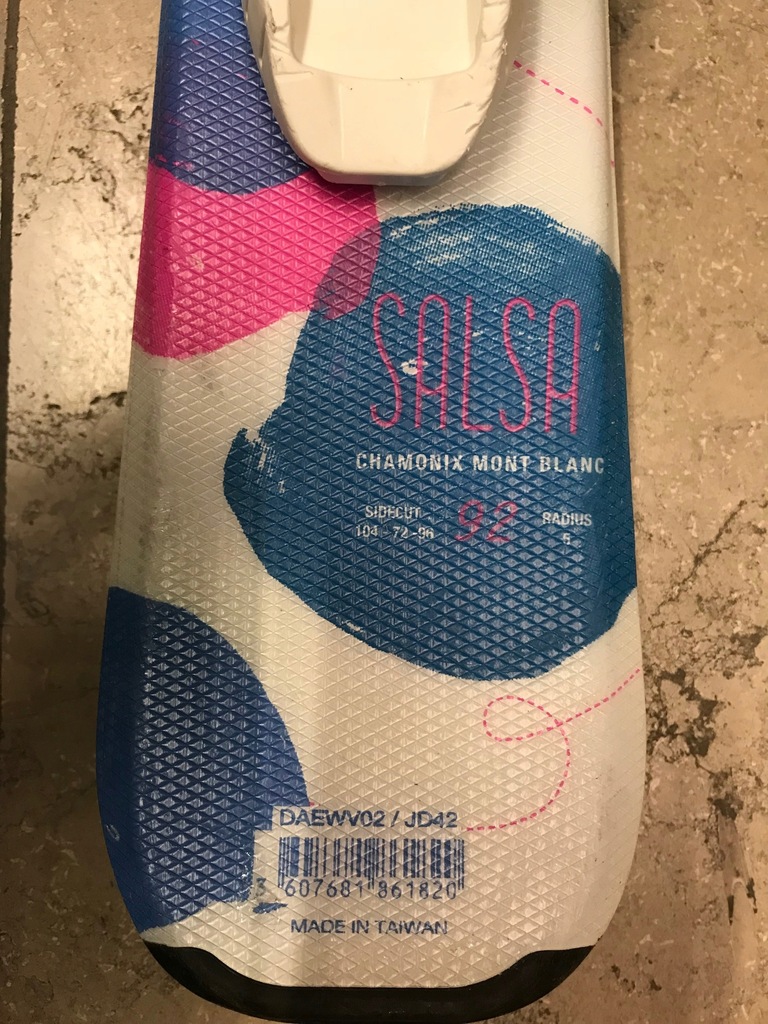 SALSA
CHAMONIX MONT BLANC
SIDECUT 92 RADIUS
104 - 72 - 96 5
DAEWV02 / JD42
3 607681 861820
MADE IN TAIWAN